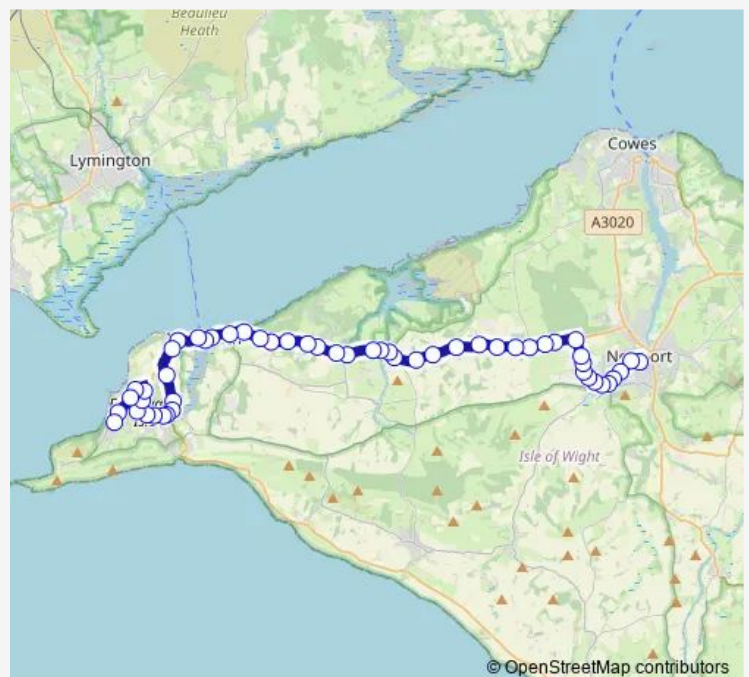 Beaulieu
Heath
Lymington
Cowes
A3020
Isle of Wight
© OpenStreetMap contributors